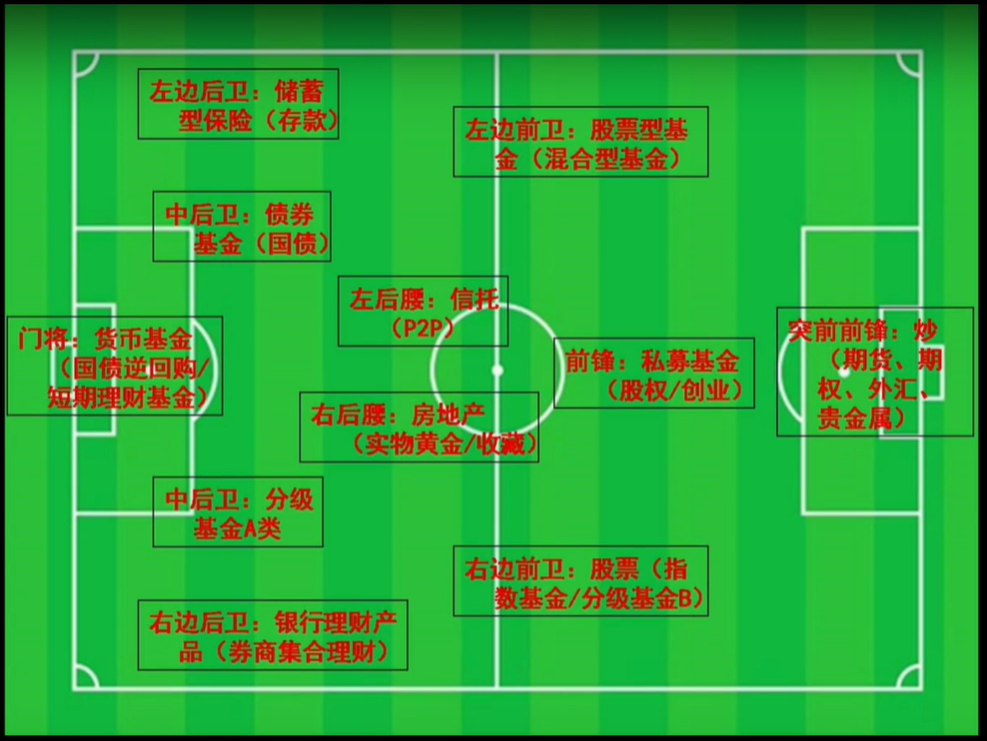 左边后卫：储蓄
型保险（存款）
左边前卫：股票型基
金（混合型基金）
中后卫：债券
基金（国债）
左后腰：信托
（P2P）
门将：货币基金
（国债逆回购/
短期理财基金）
前锋：私募基金
（股权/创业）
突前前锋：炒
（期货、期
权、外汇、
贵金属）
右后腰：房地产
（实物黄金/收藏）
中后卫：分级
基金A类
右边前卫：股票（指
数基金/分级基金B）
右边后卫：银行理财产
品（券商集合理财）